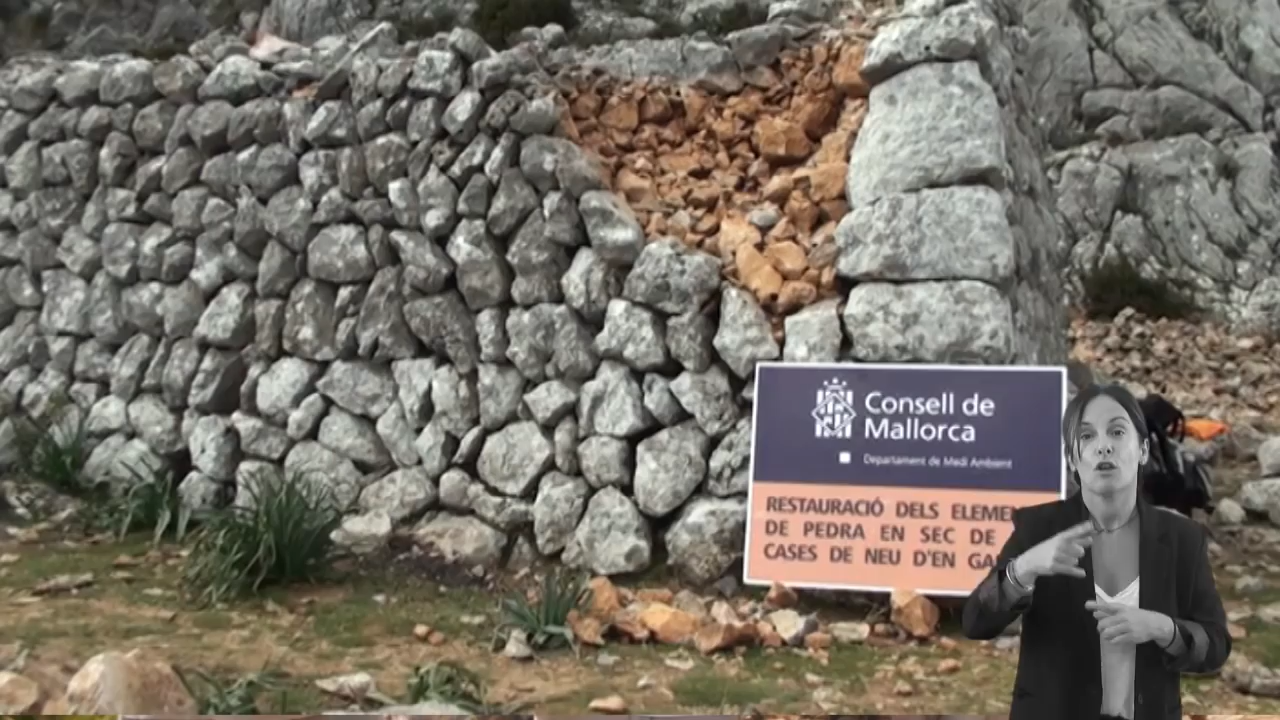 Consell de
Mallorca
Departament de Medi Ambient
RESTAURACIÓ DELS ELEMEN
DE PEDRA EN SEC DE
CASES DE NEU D'EN GA